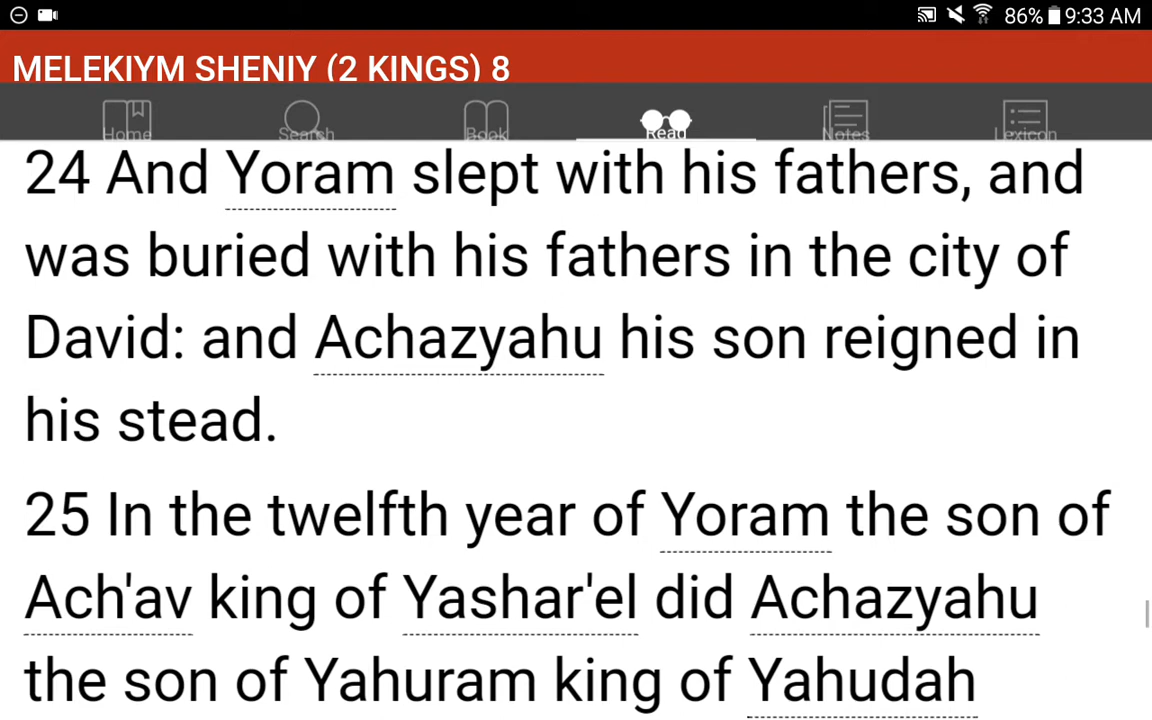 86% 9:33 AM
MELEKIYM SHENIY (2 KINGS) 8
Home Search Book Read Notes Lexicon
24 And Yoram slept with his fathers, and
was buried with his fathers in the city of
David: and Achazyahu his son reigned in
his stead.
25 In the twelfth year of Yoram the son of
Ach'av king of Yashar'el did Achazyahu
the son of Yahuram king of Yahudah